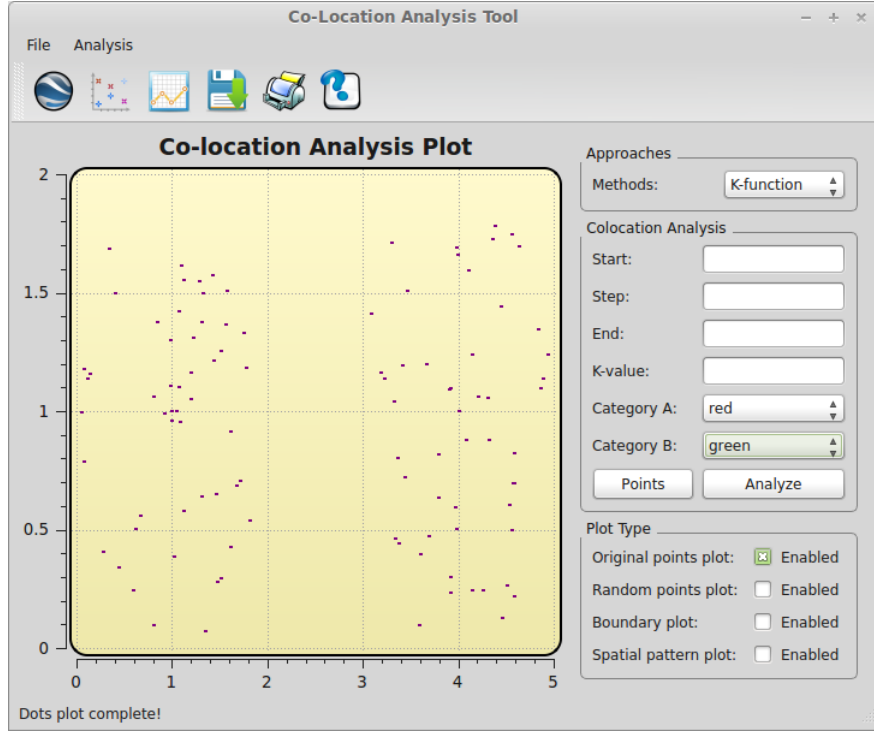 Co-Location Analysis Tool
File Analysis
Co-location Analysis Plot
2
1.5
1
0.5
0
0 1 2 3 4 5
Approaches
Methods: K-function
Colocation Analysis
Start:
Step:
End:
K-value:
Category A: red
Category B: green
Points Analyze
Plot Type
Original points plot: Enabled
Random points plot: Enabled
Boundary plot: Enabled
Spatial pattern plot: Enabled
Dots plot complete!